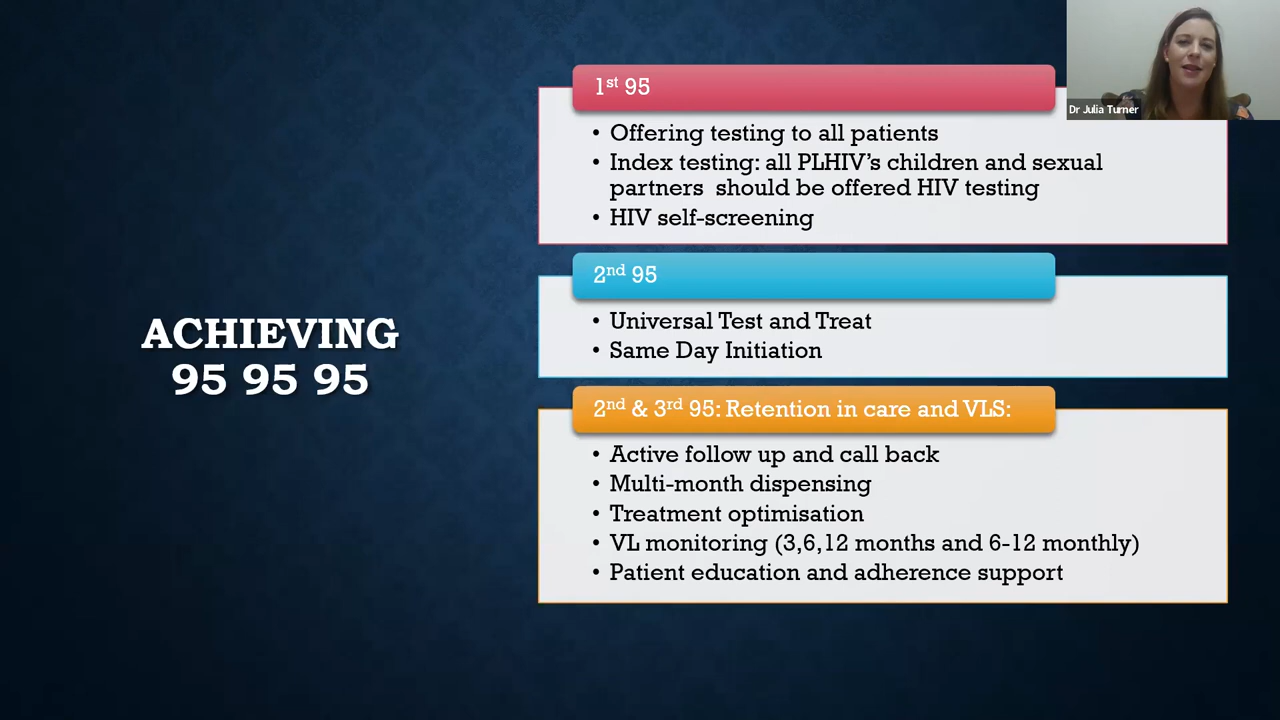 ACHIEVING
95 95 95
1st 95
• Offering testing to all patients
• Index testing: all PLHIV's children and sexual
partners should be offered HIV testing
• HIV self-screening
2nd 95
• Universal Test and Treat
• Same Day Initiation
2nd & 3rd 95: Retention in care and VLS:
• Active follow up and call back
• Multi-month dispensing
• Treatment optimisation
• VL monitoring (3,6,12 months and 6-12 monthly)
• Patient education and adherence support
Dr Julia Turner